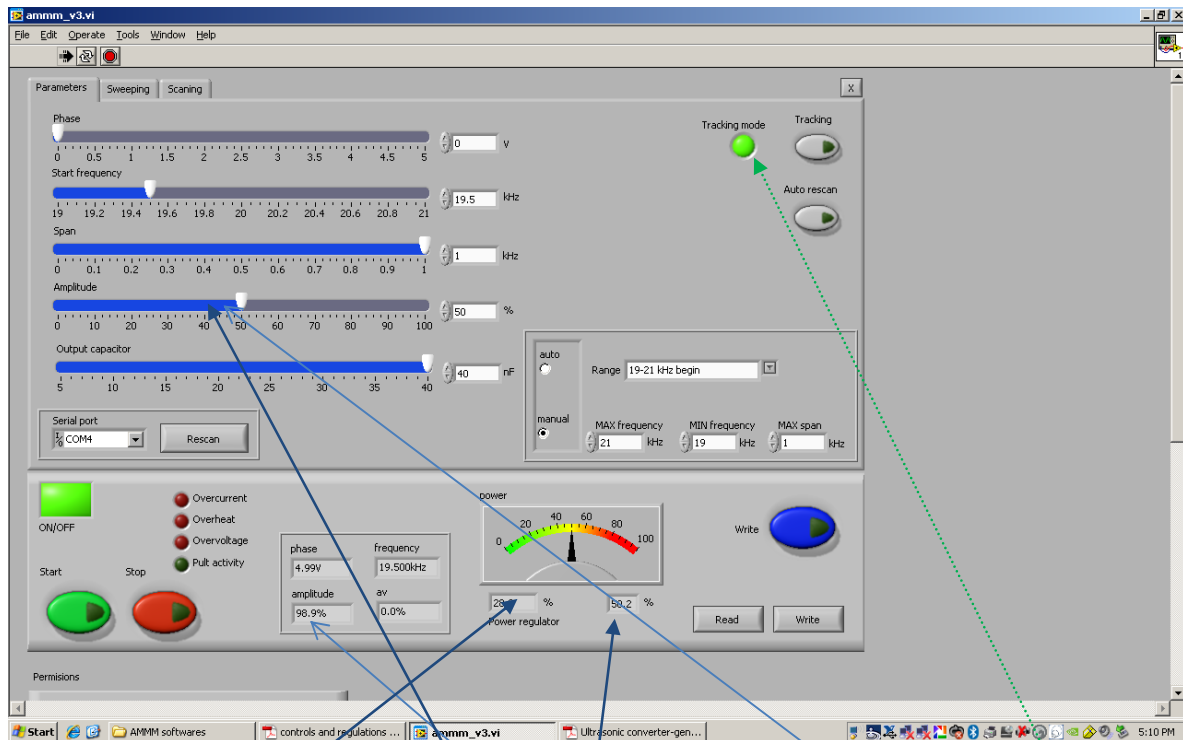 ammm_v3.vi
File Edit Operate Tools Window Help
Parameters Sweeping Scaning X
Phase
0 0.5 1 1.5 2 2.5 3 3.5 4 4.5 5
0 V
Tracking mode Tracking
Start frequency
19 19.2 19.4 19.6 19.8 20 20.2 20.4 20.6 20.8 21
19.5 kHz
Auto rescan
Span
0 0.1 0.2 0.3 0.4 0.5 0.6 0.7 0.8 0.9 1
1 kHz
Amplitude
0 10 20 30 40 50 60 70 80 90 100
50 %
Output capacitor
5 10 15 20 25 30 35 40
40 nF
auto
Range 19-21 kHz begin
manual
MAX frequency MIN frequency MAX span
21 kHz 19 kHz 1 kHz
Serial port
COM4 Rescan
ON/OFF
Overcurrent
Overheat
Overvoltage
Pult activity
Start Stop
phase frequency
4.99V 19.500kHz
amplitude av
98.9% 0.0%
power
0 20 40 60 80 100
% 50.2 %
Power regulator
Write
Read Write
Permisions
Start AMMM softwares controls and regulations ... ammm_v3.vi Ultrasonic converter-gen... 5:10 PM